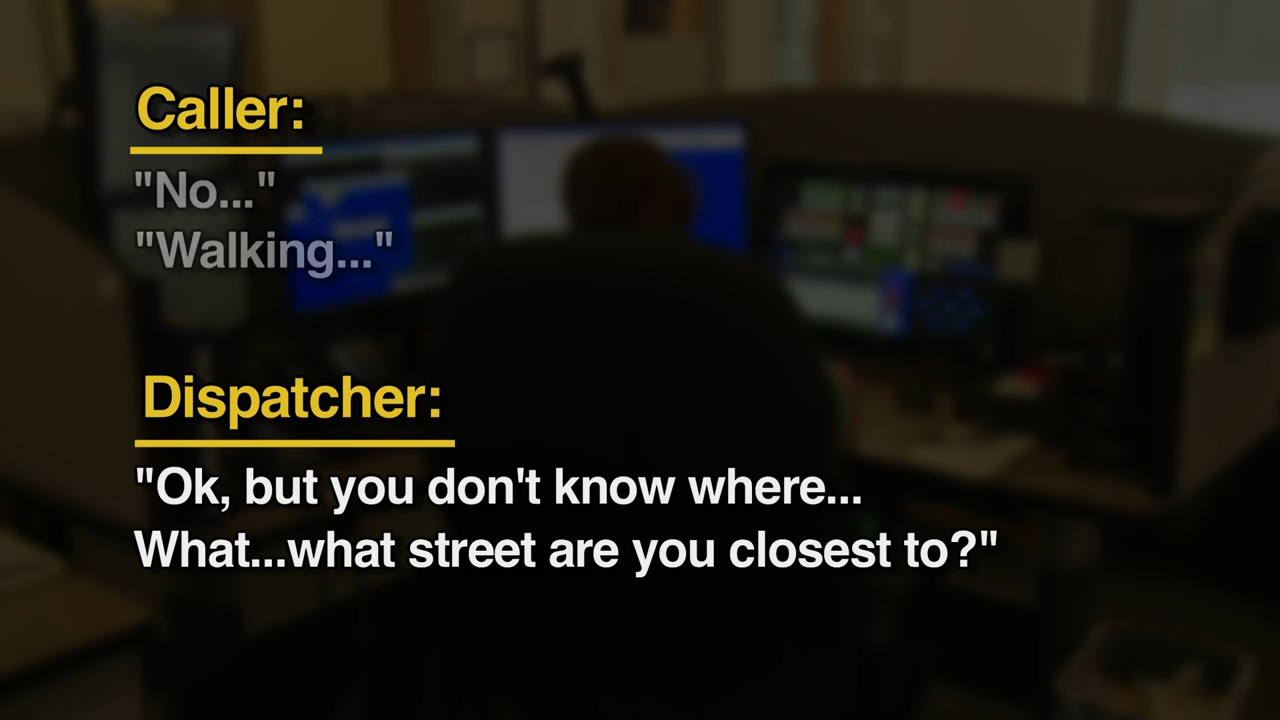 Caller:
"No..."
"Walking..."
Dispatcher:
"Ok, but you don't know where...
What...what street are you closest to?"